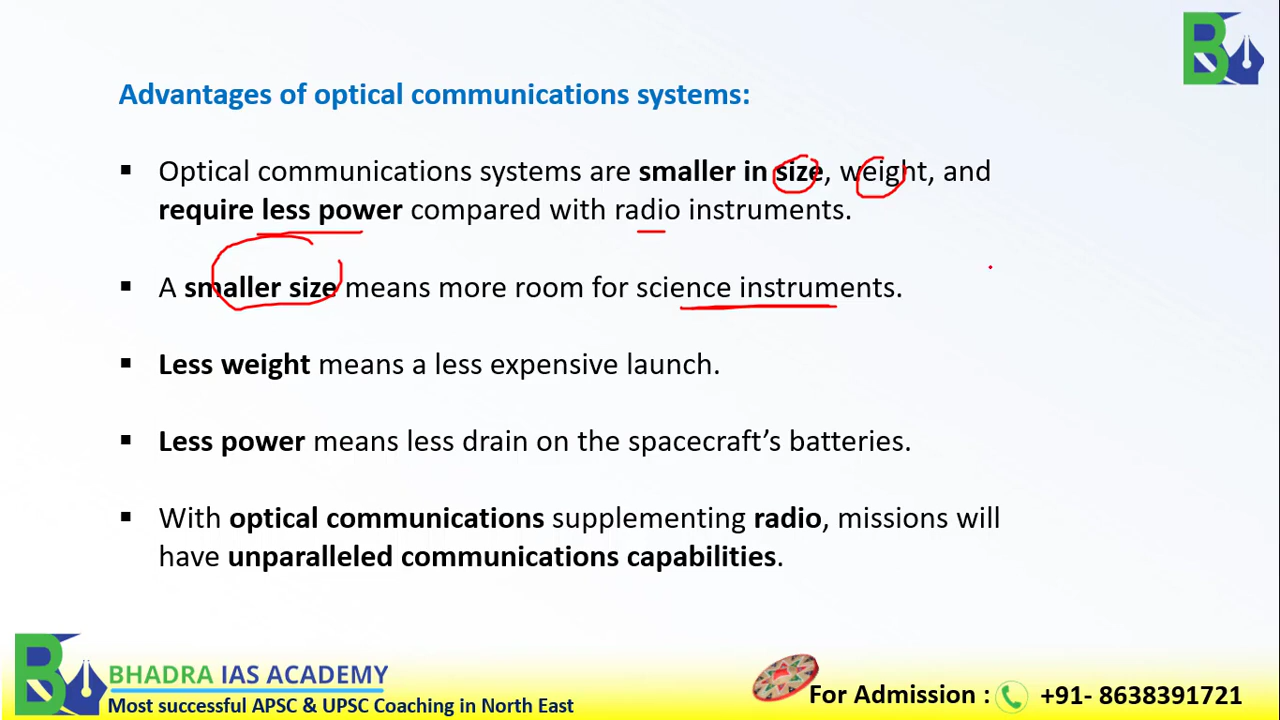 Advantages of optical communications systems:
▪ Optical communications systems are smaller in size, weight, and
require less power compared with radio instruments.
▪ A smaller size means more room for science instruments.
▪ Less weight means a less expensive launch.
▪ Less power means less drain on the spacecraft’s batteries.
▪ With optical communications supplementing radio, missions will
have unparalleled communications capabilities.
BHADRA IAS ACADEMY
Most successful APSC & UPSC Coaching in North East
For Admission : +91- 8638391721